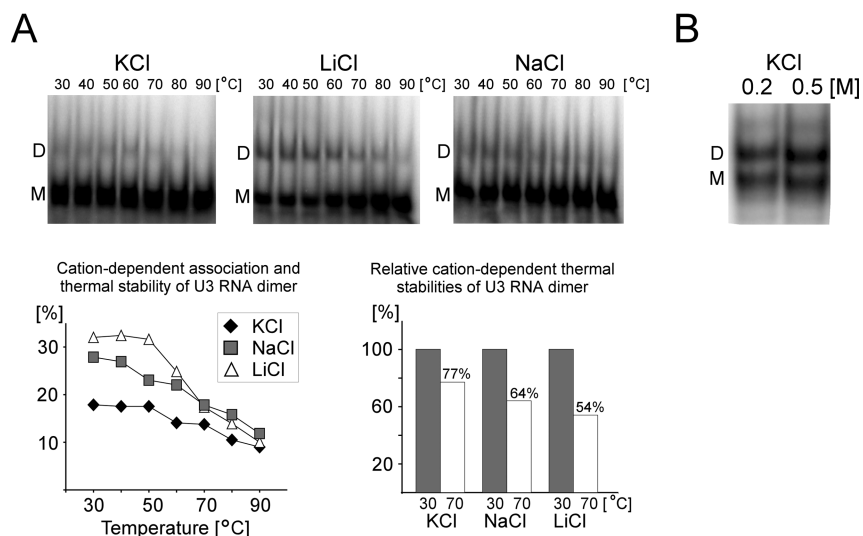 A
B
KCl
LiCl
NaCl
KCl
30 40 50 60 70 80 90 [°C]
30 40 50 60 70 80 90 [°C]
30 40 50 60 70 80 90 [°C]
0.2 0.5 [M]
D
M
D
M
D
M
D
M
Cation-dependent association and
thermal stability of U3 RNA dimer
[%]
30
20
10
KCl
NaCl
LiCl
30 50 70 90
Temperature [°C]
Relative cation-dependent thermal
stabilities of U3 RNA dimer
[%]
100
60
20
77%
64%
54%
30 70 30 70 30 70 [°C]
KCl NaCl LiCl